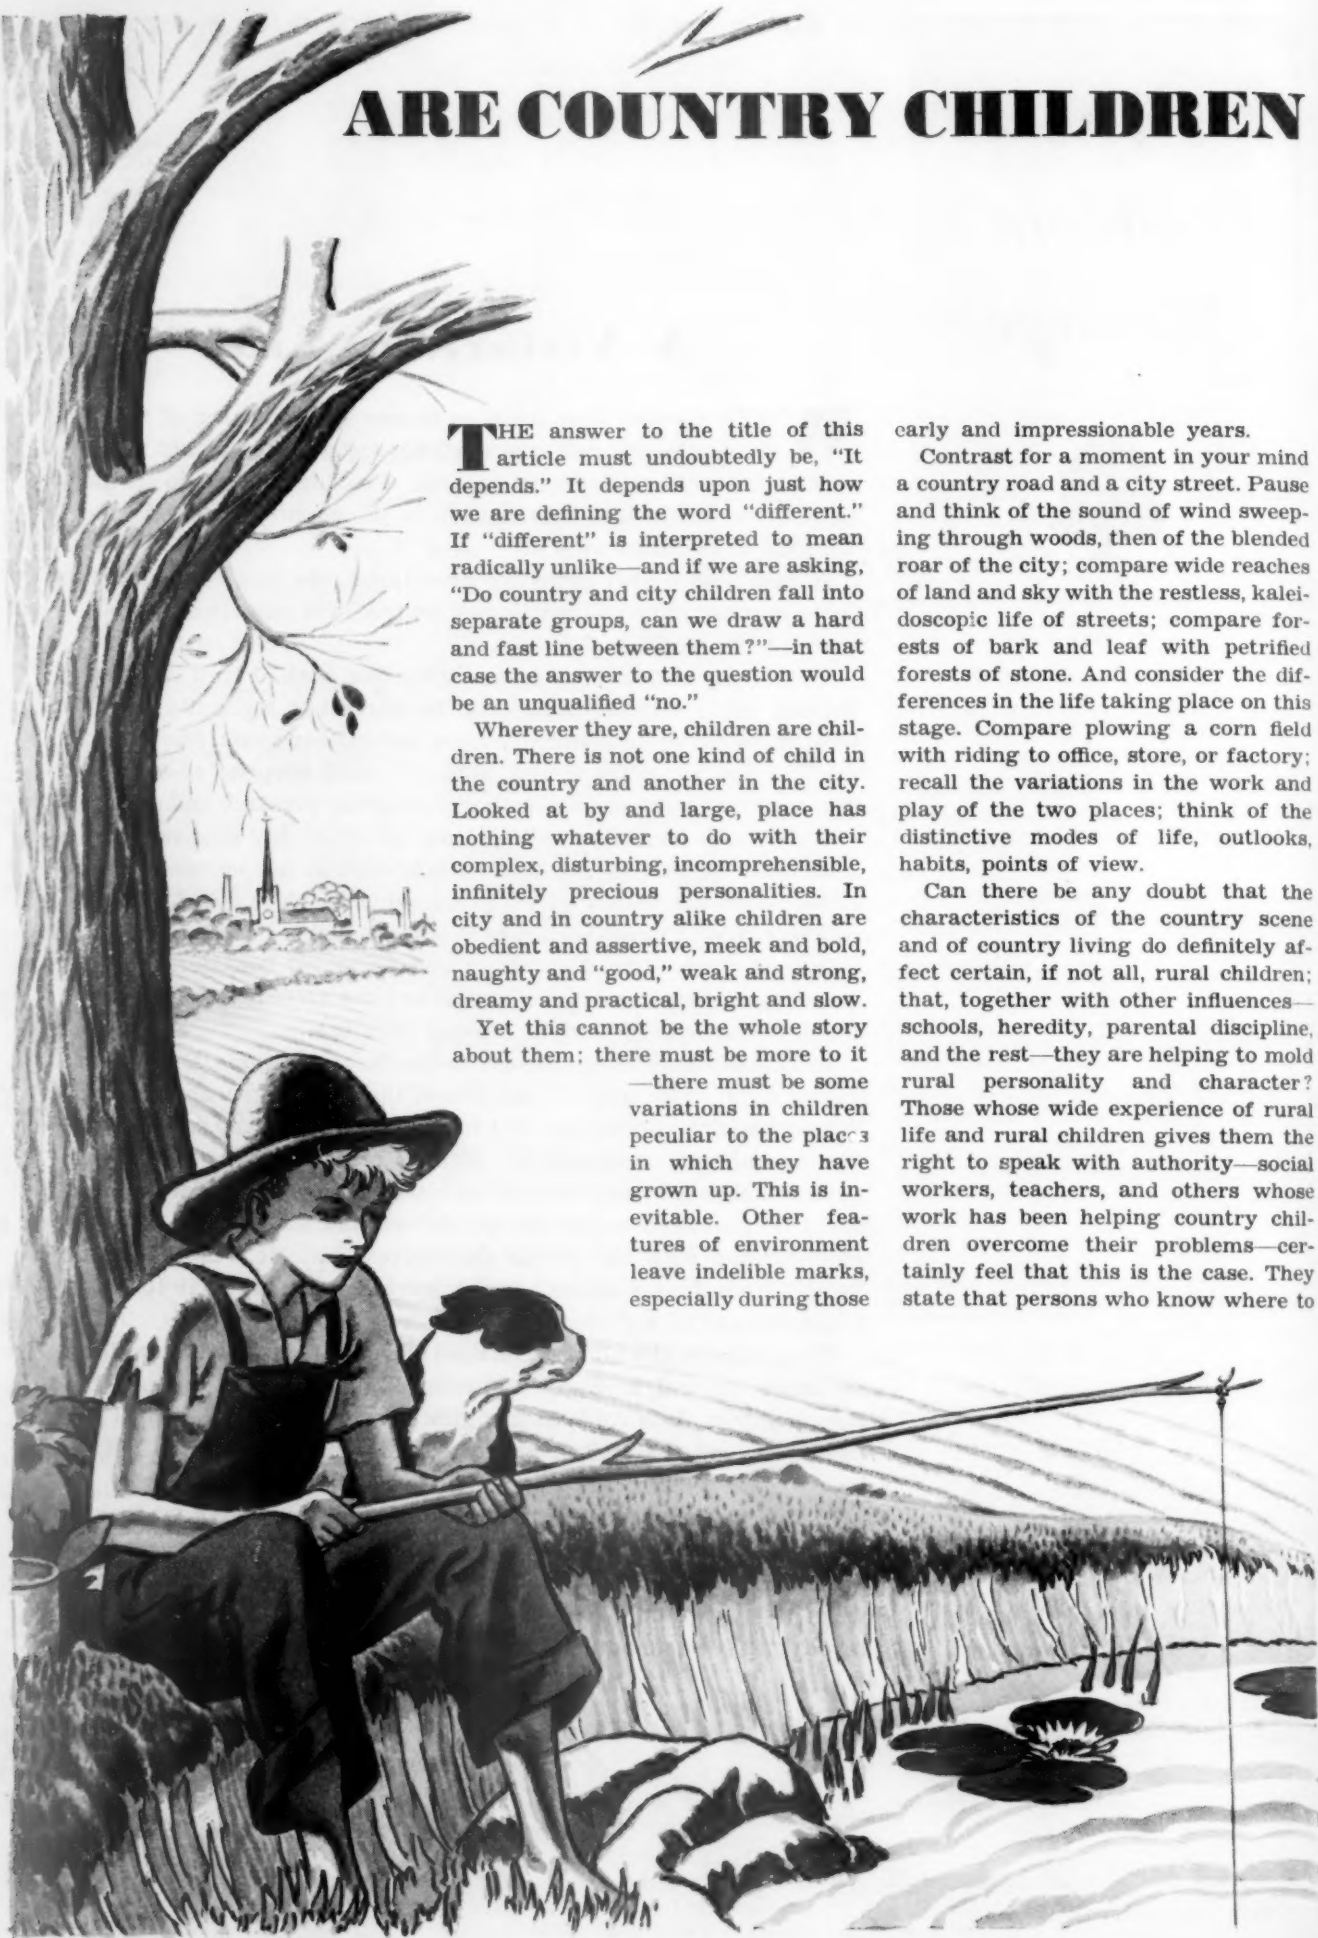 ARE COUNTRY CHILDREN
THE answer to the title of this
article must undoubtedly be, “It
depends.” It depends upon just how
we are defining the word “different.”
If “different” is interpreted to mean
radically unlike—and if we are asking,
“Do country and city children fall into
separate groups, can we draw a hard
and fast line between them?”—in that
case the answer to the question would
be an unqualified “no.”
Wherever they are, children are chil-
dren. There is not one kind of child in
the country and another in the city.
Looked at by and large, place has
nothing whatever to do with their
complex, disturbing, incomprehensible,
infinitely precious personalities. In
city and in country alike children are
obedient and assertive, meek and bold,
naughty and “good,” weak and strong,
dreamy and practical, bright and slow.
Yet this cannot be the whole story
about them; there must be more to it
—there must be some
variations in children
peculiar to the places
in which they have
grown up. This is in-
evitable. Other fea-
tures of environment
leave indelible marks,
especially during those
early and impressionable years.
Contrast for a moment in your mind
a country road and a city street. Pause
and think of the sound of wind sweep-
ing through woods, then of the blended
roar of the city; compare wide reaches
of land and sky with the restless, kalei-
doscopic life of streets; compare for-
ests of bark and leaf with petrified
forests of stone. And consider the dif-
ferences in the life taking place on this
stage. Compare plowing a corn field
with riding to office, store, or factory;
recall the variations in the work and
play of the two places; think of the
distinctive modes of life, outlooks,
habits, points of view.
Can there be any doubt that the
characteristics of the country scene
and of country living do definitely af-
fect certain, if not all, rural children;
that, together with other influences—
schools, heredity, parental discipline,
and the rest—they are helping to mold
rural personality and character?
Those whose wide experience of rural
life and rural children gives them the
right to speak with authority—social
workers, teachers, and others whose
work has been helping country chil-
dren overcome their problems—cer-
tainly feel that this is the case. They
state that persons who know where to